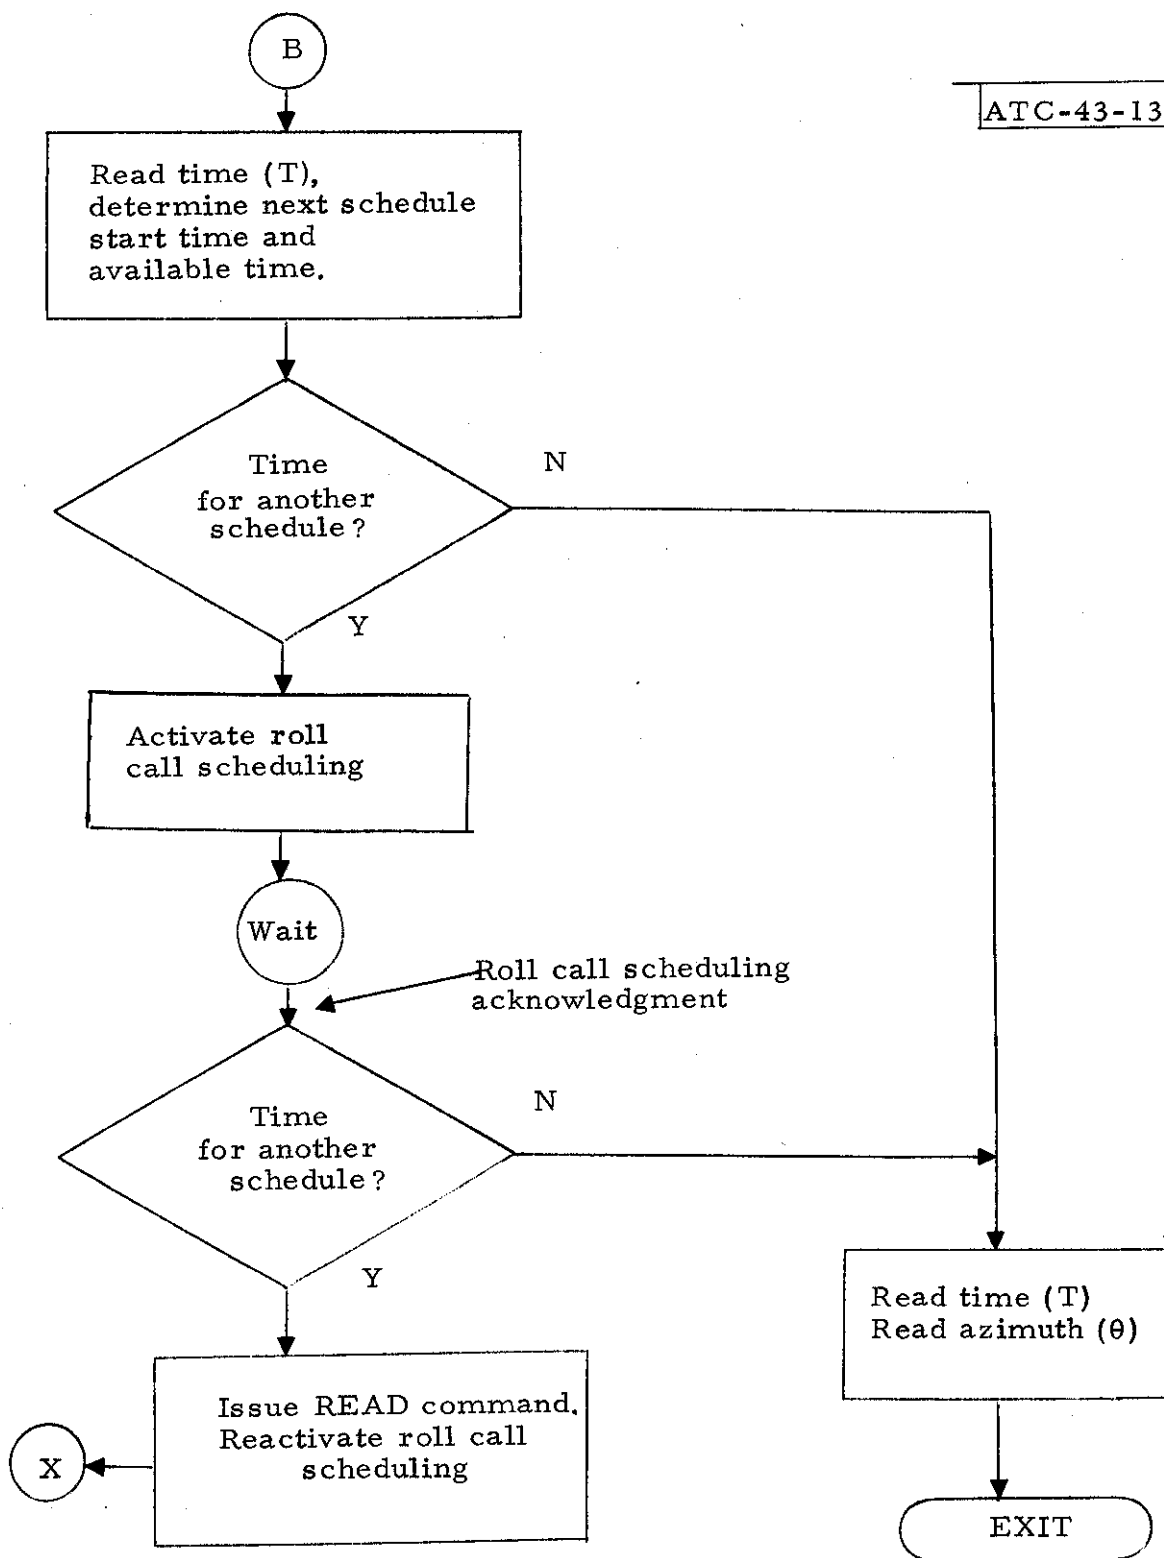 B
ATC-43-13
Read time (T),
determine next schedule
start time and
available time.
Time
for another
schedule?
N
Y
Activate roll
call scheduling
Wait
Roll call scheduling
acknowledgment
Time
for another
schedule?
N
Y
Read time (T)
Read azimuth (θ)
Issue READ command.
Reactivate roll call
scheduling
X
EXIT